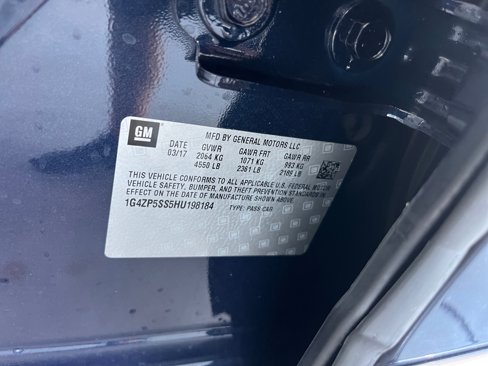 GM
MFD BY GENERAL MOTORS LLC
DATE GVWR GAWR FRT GAWR RR
03/17 2064 KG 1071 KG 993 KG
4550 LB 2361 LB 2189 LB
THIS VEHICLE CONFORMS TO ALL APPLICABLE U.S. FEDERAL MOTOR
VEHICLE SAFETY, BUMPER, AND THEFT PREVENTION STANDARDS IN
EFFECT ON THE DATE OF MANUFACTURE SHOWN ABOVE.
1G4ZP5SS5HU198184 TYPE: PASS CAR